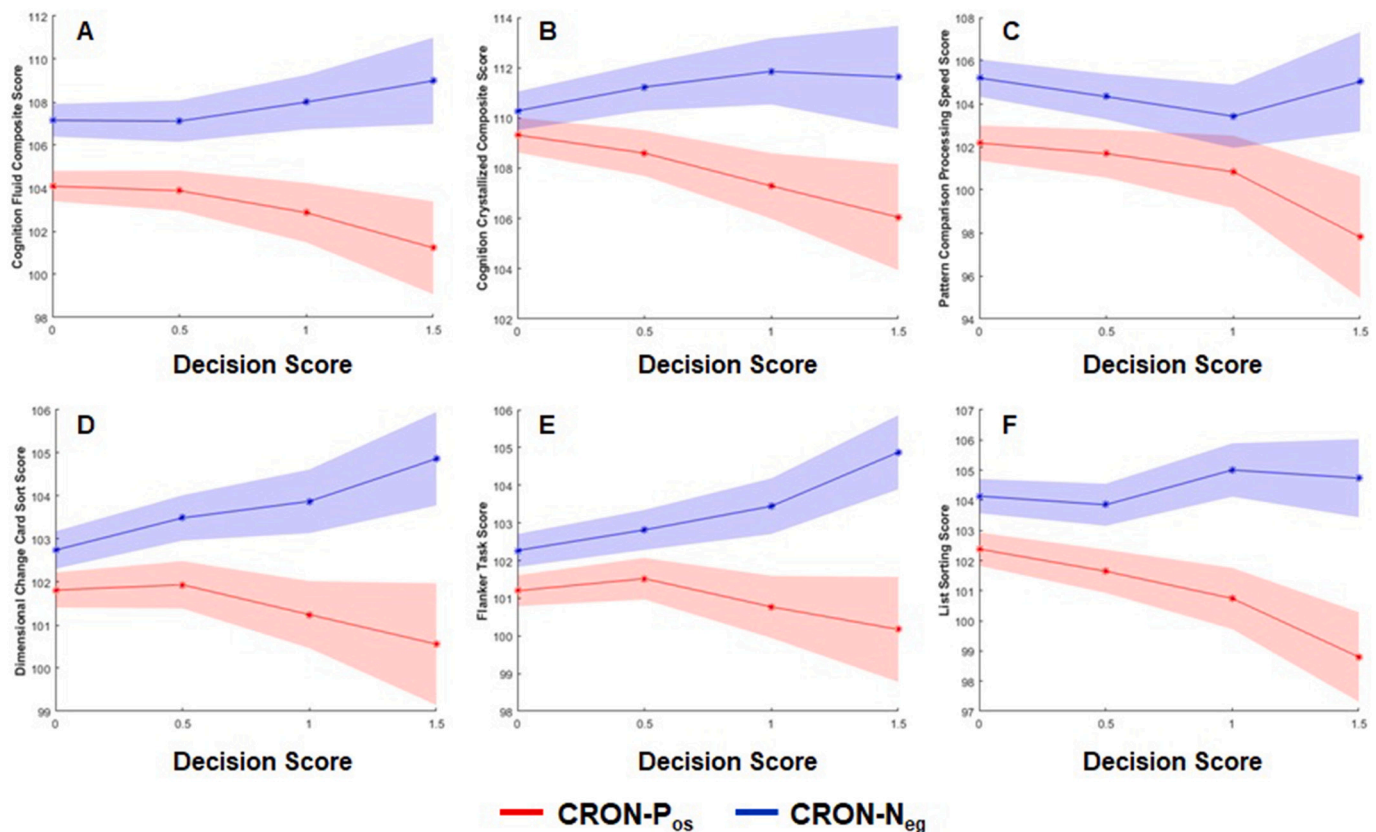 A
Cognition Fluid Composite Score
112
110
108
106
104
102
100
98
0 0.5 1 1.5
Decision Score
B
Cognition Crystallized Composite Score
114
112
110
108
106
104
102
0 0.5 1 1.5
Decision Score
C
Pattern Comparison Processing Speed Score
108
106
104
102
100
98
96
94
0 0.5 1 1.5
Decision Score
D
Dimensional Change Card Sort Score
106
105
104
103
102
101
100
99
0 0.5 1 1.5
Decision Score
E
Flanker Task Score
106
105
104
103
102
101
100
99
98
0 0.5 1 1.5
Decision Score
F
List Sorting Score
107
106
105
104
103
102
101
100
99
98
97
0 0.5 1 1.5
Decision Score
CRON-Pos CRON-Neg